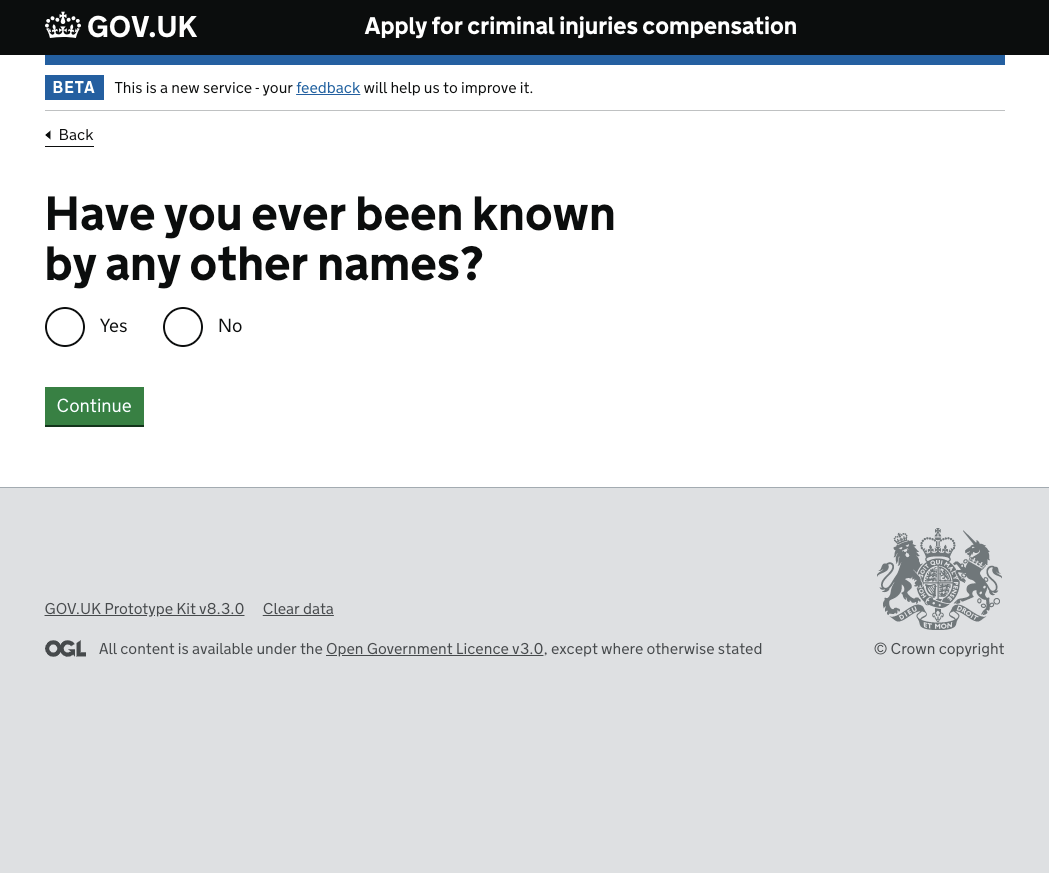 GOV.UK Apply for criminal injuries compensation
BETA This is a new service - your feedback will help us to improve it.
Back
Have you ever been known
by any other names?
Yes No
Continue
GOV.UK Prototype Kit v8.3.0 Clear data
OGL All content is available under the Open Government Licence v3.0, except where otherwise stated
DIEU ET MON DROIT
© Crown copyright